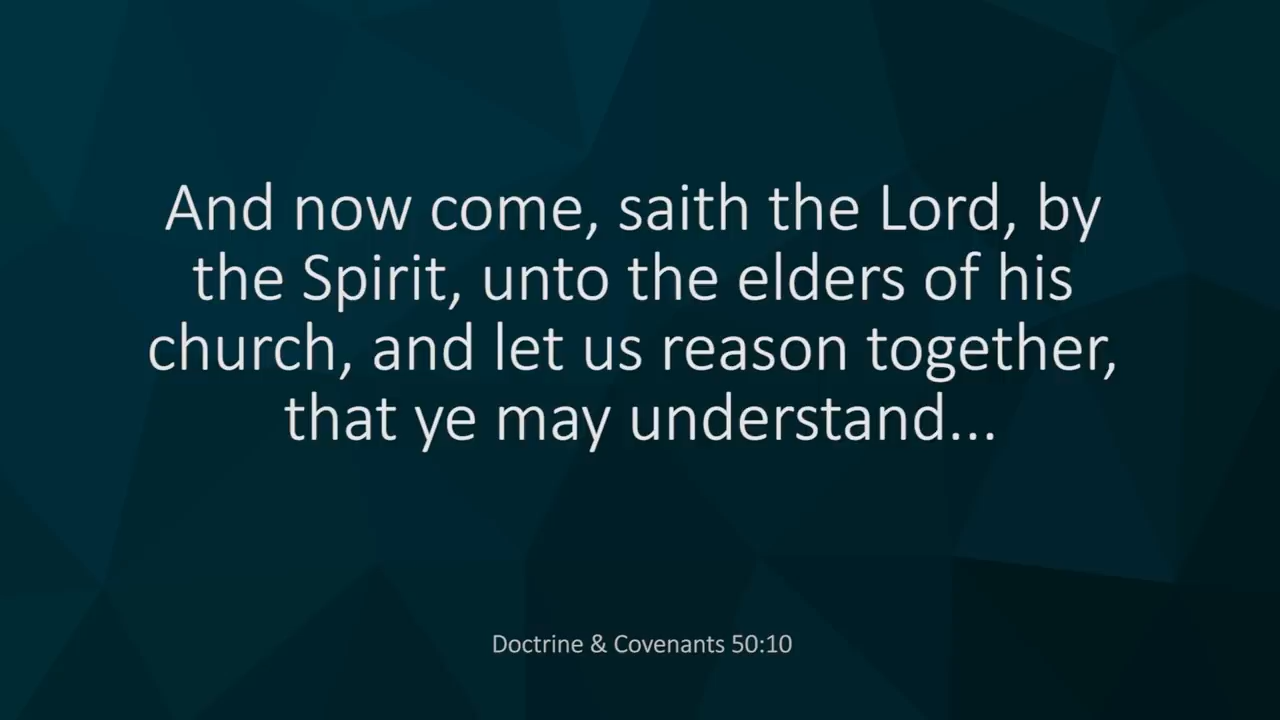 And now come, saith the Lord, by
the Spirit, unto the elders of his
church, and let us reason together,
that ye may understand...
Doctrine & Covenants 50:10